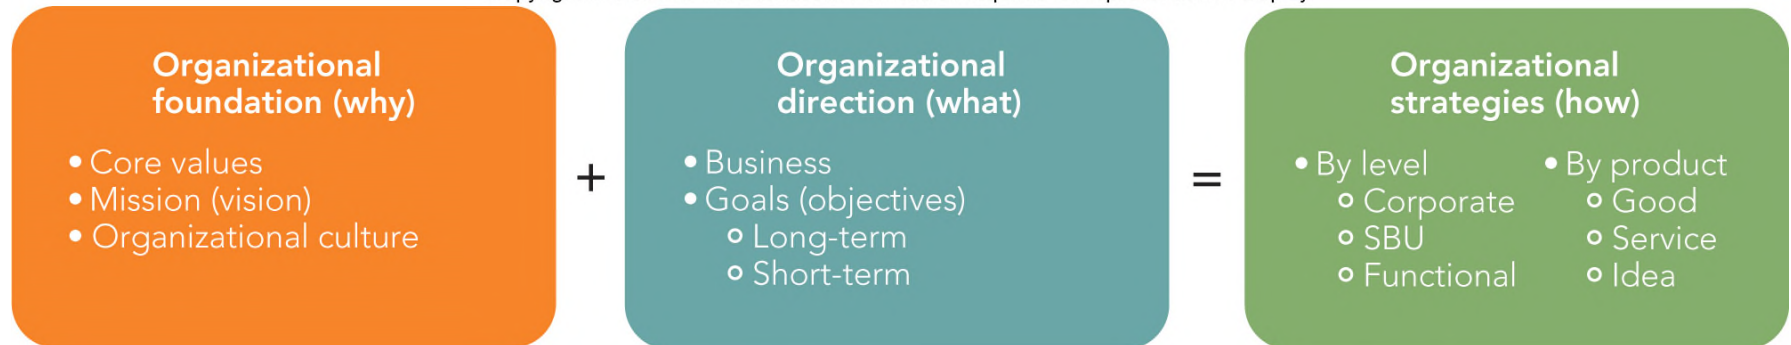 Organizational
foundation (why)
• Core values
• Mission (vision)
• Organizational culture
+
Organizational
direction (what)
• Business
• Goals (objectives)
Long-term
Short-term
=
Organizational
strategies (how)
• By level
Corporate
SBU
Functional
• By product
Good
Service
Idea